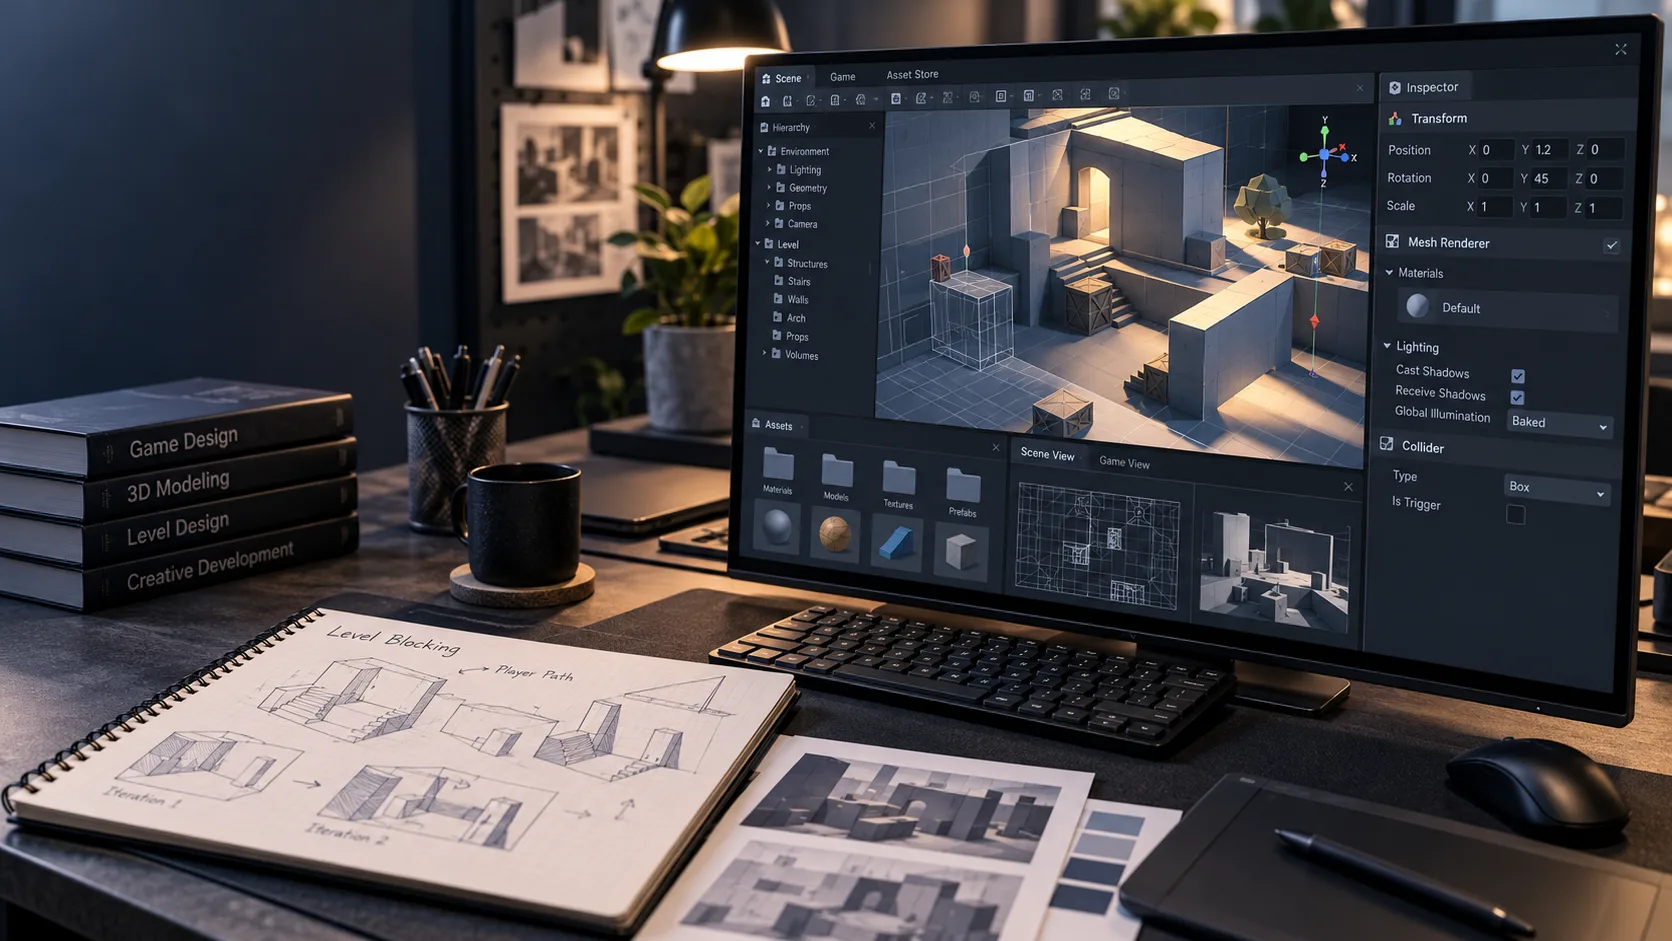 Scene
Game
Asset Store
Inspector
Hierarchy
Environment
Lighting
Geometry
Props
Camera
Level
Structures
Stairs
Walls
Arch
Props
Volumes
Transform
Position X 0 Y 1.2 Z 0
Rotation X 0 Y 45 Z 0
Scale X 1 Y 1 Z 1
Mesh Renderer
Materials
Default
Lighting
Cast Shadows
Receive Shadows
Global Illumination Baked
Collider
Type Box
Is Trigger
Y
X
Z
Assets
Materials
Models
Textures
Prefabs
Scene View
Game View
Game Design
3D Modeling
Level Design
Creative Development
Level Blocking
Player Path
Iteration 1
Iteration 2